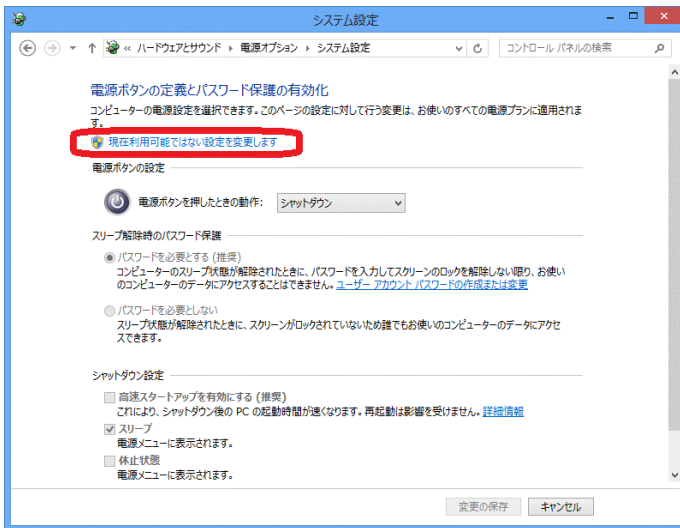 システム設定
« ハードウェアとサウンド ▸ 電源オプション ▸ システム設定
コントロール パネルの検索
電源ボタンの定義とパスワード保護の有効化
コンピューターの電源設定を選択できます。このページの設定に対して行う変更は、お使いのすべての電源プランに適用されま
す。
現在利用可能ではない設定を変更します
電源ボタンの設定
電源ボタンを押したときの動作: シャットダウン
スリープ解除時のパスワード保護
パスワードを必要とする (推奨)
コンピューターのスリープ状態が解除されたときに、パスワードを入力してスクリーンのロックを解除しない限り、お使い
のコンピューターのデータにアクセスすることはできません。ユーザー アカウント パスワードの作成または変更
パスワードを必要としない
スリープ状態が解除されたときに、スクリーンがロックされていないため誰でもお使いのコンピューターのデータにアクセ
スできます。
シャットダウン設定
高速スタートアップを有効にする (推奨)
これにより、シャットダウン後の PC の起動時間が速くなります。再起動は影響を受けません。詳細情報
スリープ
電源メニューに表示されます。
休止状態
電源メニューに表示されます。
変更の保存 キャンセル